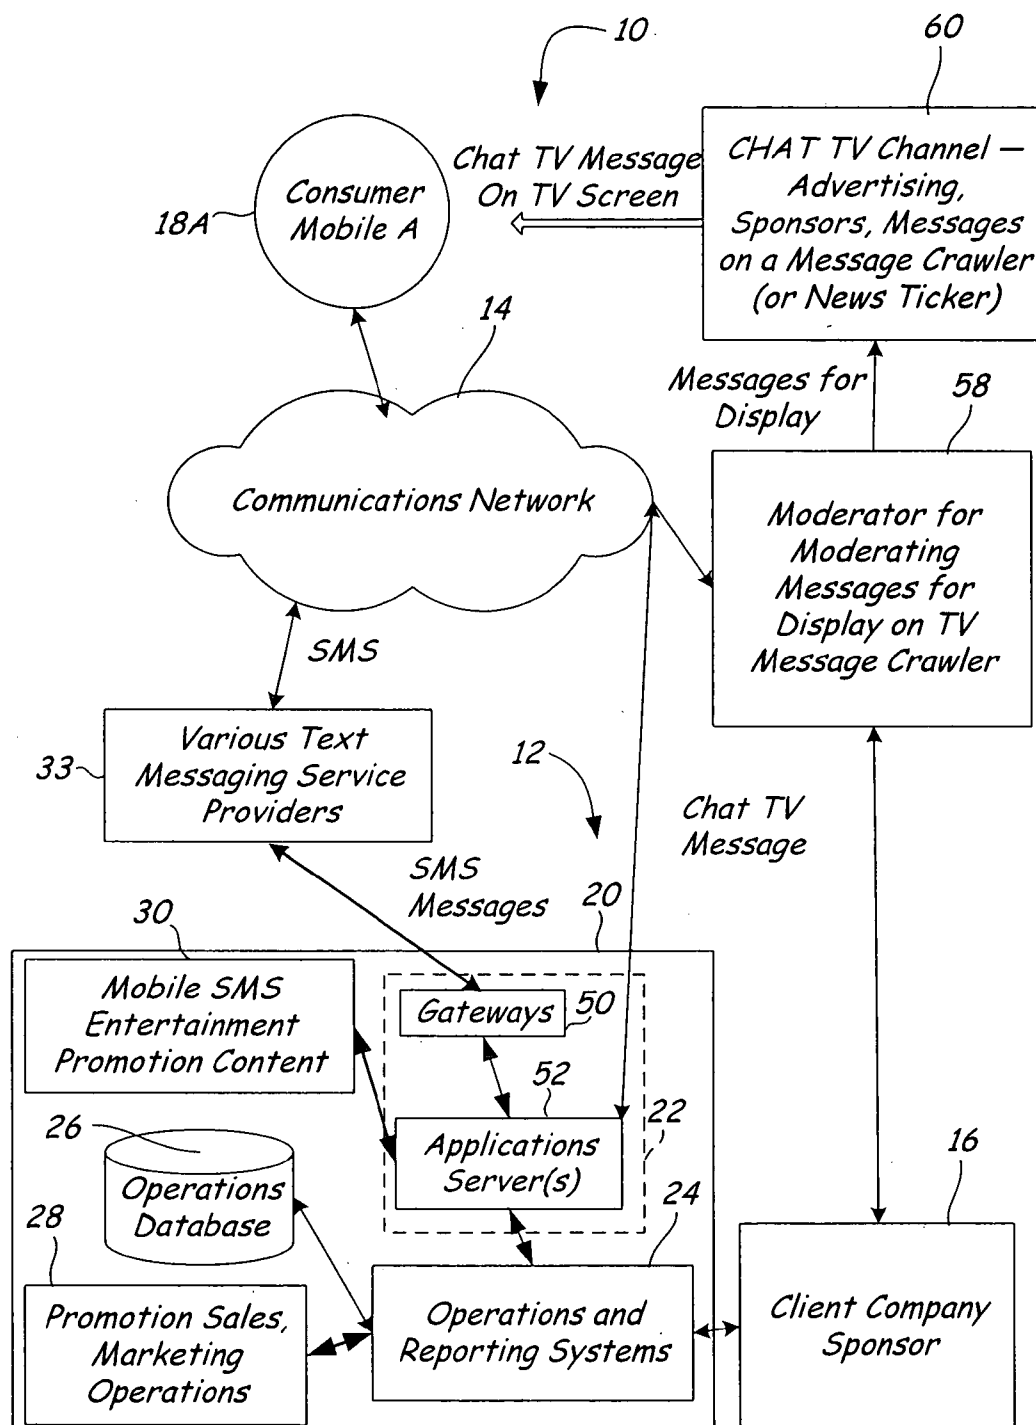 10
60
Consumer
Mobile A
18A
Chat TV Message
On TV Screen
CHAT TV Channel —
Advertising,
Sponsors, Messages
on a Message Crawler
(or News Ticker)
14
Messages for
Display
58
Communications Network
Moderator for
Moderating
Messages for
Display on TV
Message Crawler
SMS
Various Text
Messaging Service
Providers
33
12
Chat TV
Message
SMS
Messages
20
30
Mobile SMS
Entertainment
Promotion Content
Gateways
50
52
22
Applications
Server(s)
26
Operations
Database
24
16
28
Promotion Sales,
Marketing
Operations
Operations and
Reporting Systems
Client Company
Sponsor